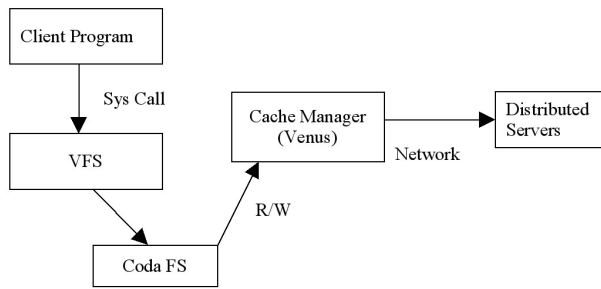 Client Program
Sys Call
VFS
Coda FS
R/W
Cache Manager
(Venus)
Network
Distributed
Servers